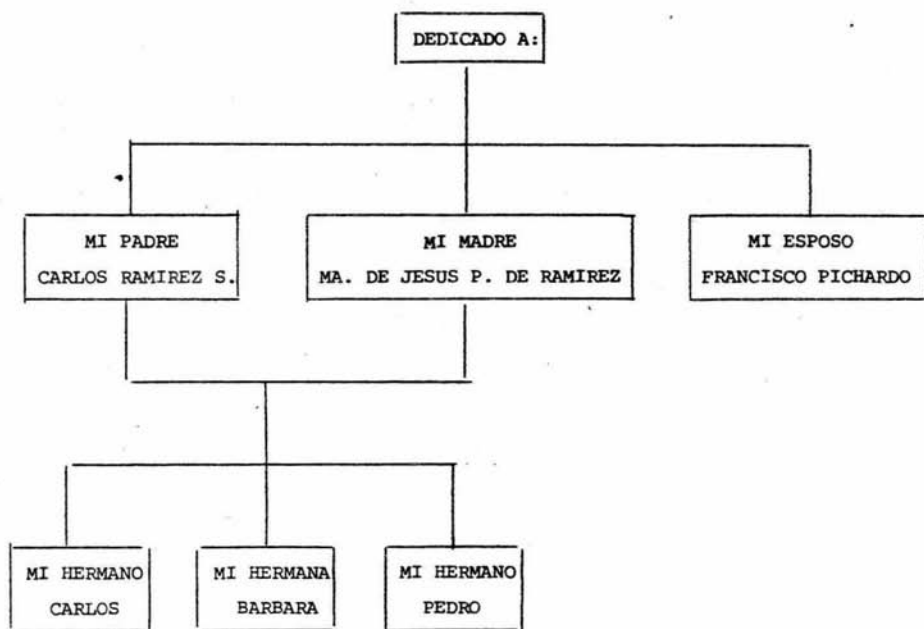 DEDICADO A:
MI PADRE
CARLOS RAMIREZ S.
MI MADRE
MA. DE JESUS P. DE RAMIREZ
MI ESPOSO
FRANCISCO PICHARDO
MI HERMANO
CARLOS
MI HERMANA
BARBARA
MI HERMANO
PEDRO